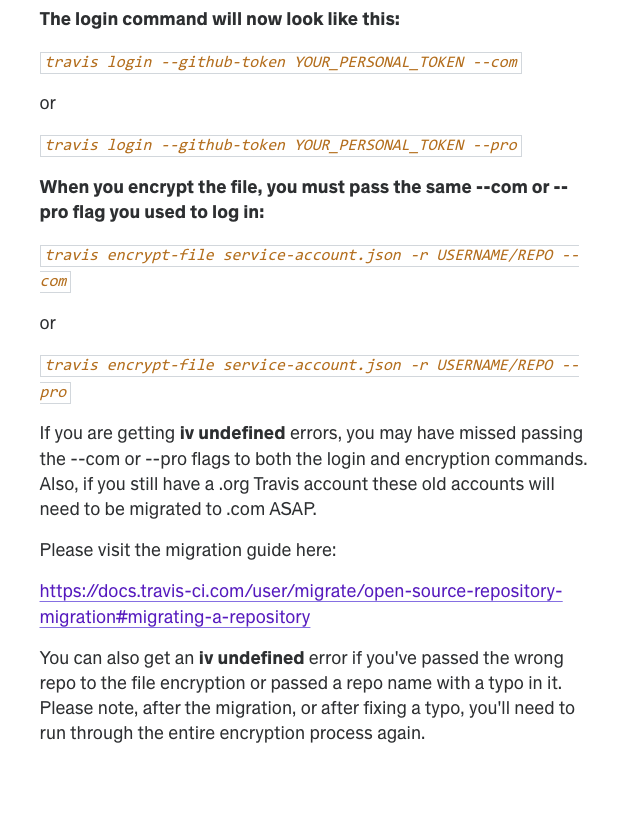 The login command will now look like this:
travis login --github-token YOUR_PERSONAL_TOKEN --com
or
travis login --github-token YOUR_PERSONAL_TOKEN --pro
When you encrypt the file, you must pass the same --com or --
pro flag you used to log in:
travis encrypt-file service-account.json -r USERNAME/REPO --
com
or
travis encrypt-file service-account.json -r USERNAME/REPO --
pro
If you are getting iv undefined errors, you may have missed passing
the --com or --pro flags to both the login and encryption commands.
Also, if you still have a .org Travis account these old accounts will
need to be migrated to .com ASAP.
Please visit the migration guide here:
https://docs.travis-ci.com/user/migrate/open-source-repository-
migration#migrating-a-repository
You can also get an iv undefined error if you've passed the wrong
repo to the file encryption or passed a repo name with a typo in it.
Please note, after the migration, or after fixing a typo, you'll need to
run through the entire encryption process again.